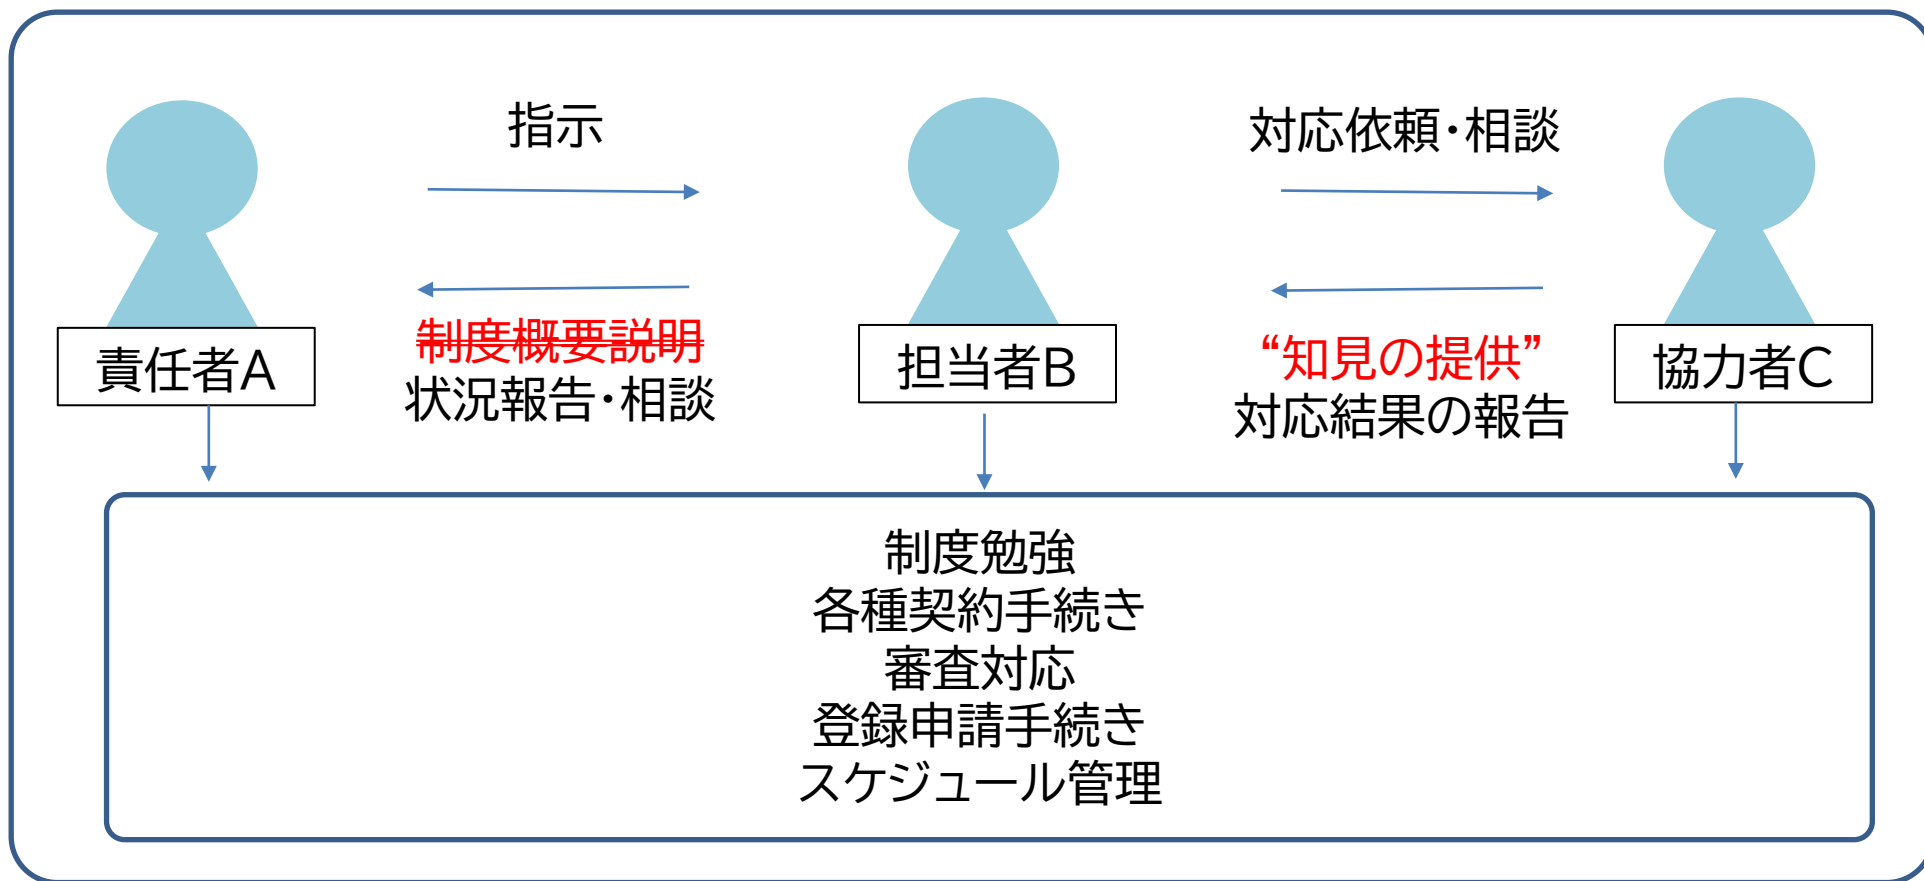 指示
対応依頼・相談
制度概要説明
状況報告・相談
“知見の提供”
対応結果の報告
責任者A
担当者B
協力者C
制度勉強
各種契約手続き
審査対応
登録申請手続き
スケジュール管理